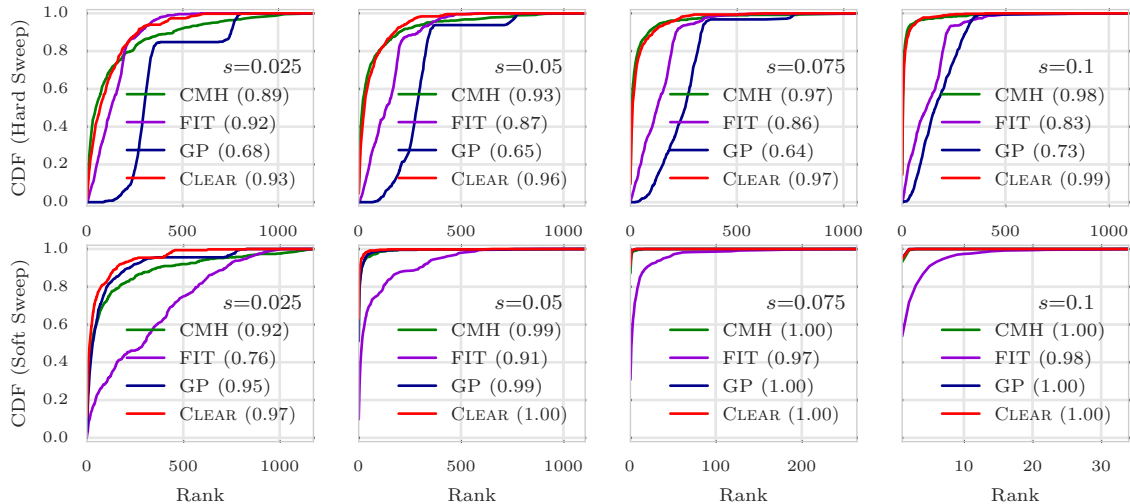 CDF (Hard Sweep)
1.0
0.8
0.6
0.4
0.2
0.0
s=0.025
CMH (0.89)
FIT (0.92)
GP (0.68)
CLEAR (0.93)
0 500 1000
s=0.05
CMH (0.93)
FIT (0.87)
GP (0.65)
CLEAR (0.96)
0 500 1000
s=0.075
CMH (0.97)
FIT (0.86)
GP (0.64)
CLEAR (0.97)
0 500 1000
s=0.1
CMH (0.98)
FIT (0.83)
GP (0.73)
CLEAR (0.99)
500 1000
CDF (Soft Sweep)
1.0
0.8
0.6
0.4
0.2
0.0
s=0.025
CMH (0.92)
FIT (0.76)
GP (0.95)
CLEAR (0.97)
0 500 1000
Rank
s=0.05
CMH (0.99)
FIT (0.91)
GP (0.99)
CLEAR (1.00)
0 500 1000
Rank
s=0.075
CMH (1.00)
FIT (0.97)
GP (1.00)
CLEAR (1.00)
0 100 200
Rank
s=0.1
CMH (1.00)
FIT (0.98)
GP (1.00)
CLEAR (1.00)
10 20 30
Rank